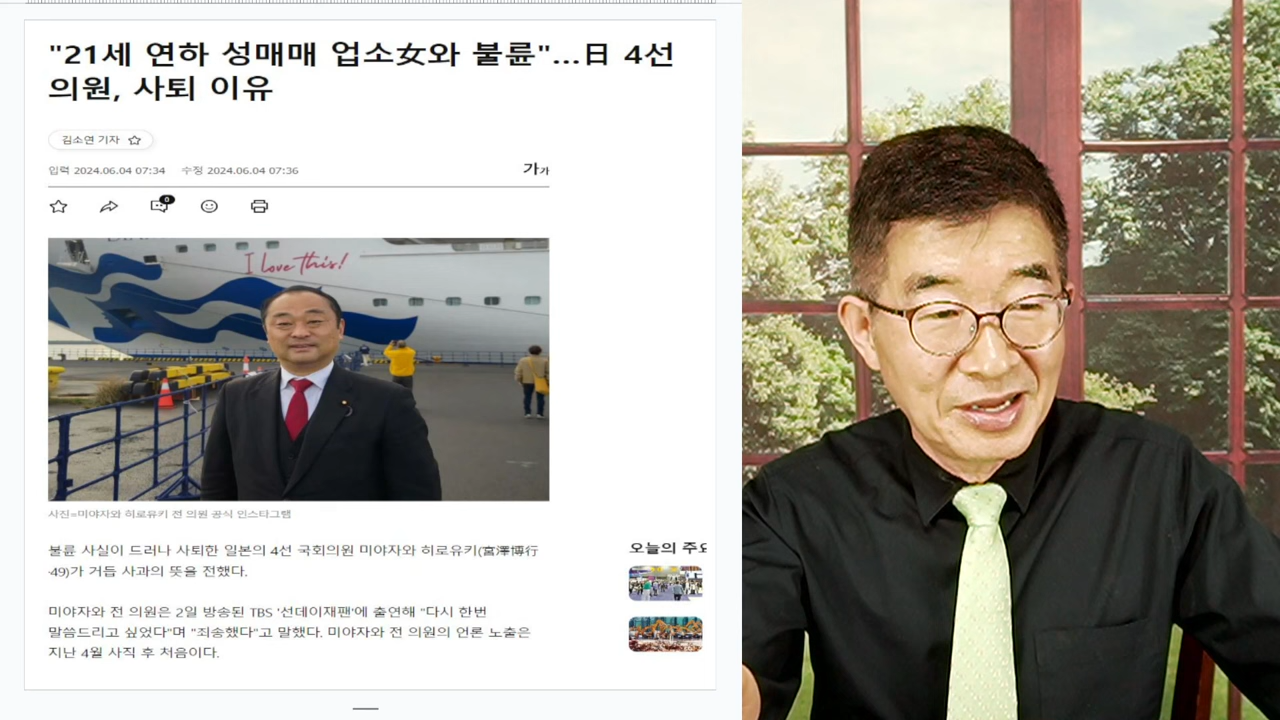 "21세 연하 성매매 업소女와 불륜"...日 4선
의원, 사퇴 이유
김소연 기자
입력 2024.06.04 07:34 수정 2024.06.04 07:36
가가
0
I love this!
사진=미야자와 히로유키 전 의원 공식 인스타그램
불륜 사실이 드러나 사퇴한 일본의 4선 국회의원 미야자와 히로유키(宮澤博行
·49)가 거듭 사과의 뜻을 전했다.
오늘의 주요
미야자와 전 의원은 2일 방송된 TBS '선데이재팬'에 출연해 "다시 한번
말씀드리고 싶었다"며 "죄송했다"고 말했다. 미야자와 전 의원의 언론 노출은
지난 4월 사직 후 처음이다.